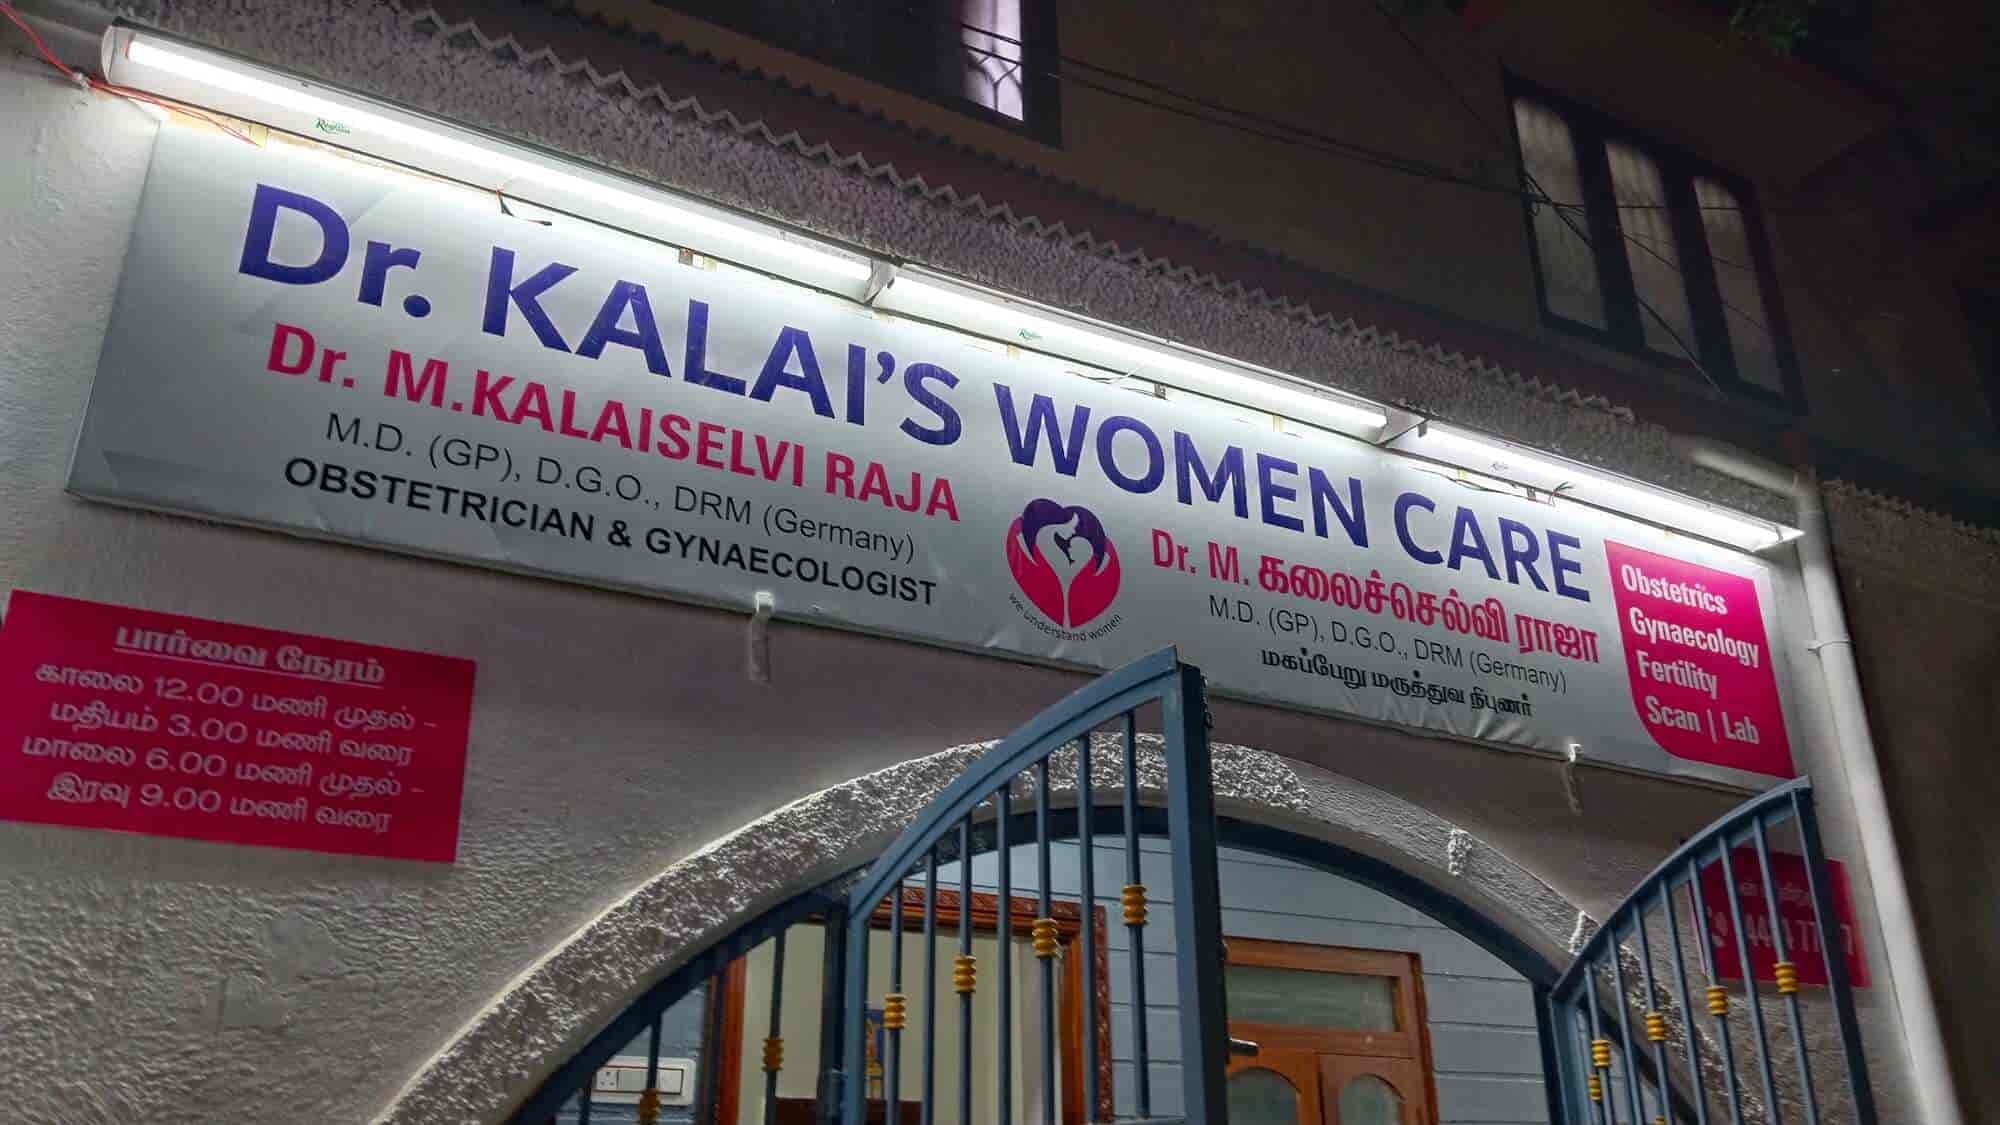 Dr. KALAI'S WOMEN CARE
Dr. M.KALAISELVI RAJA
M.D. (GP), D.G.O., DRM (Germany)
OBSTETRICIAN & GYNAECOLOGIST
we understand women
Dr. M. கலைச்செல்வி ராஜா
M.D. (GP), D.G.O., DRM (Germany)
மகப்பேறு மருத்துவ நிபுணர்
Obstetrics
Gynaecology
Fertility
Scan | Lab
பார்வை நேரம்
காலை 12.00 மணி முதல் -
மதியம் 3.00 மணி வரை
மாலை 6.00 மணி முதல் -
இரவு 9.00 மணி வரை